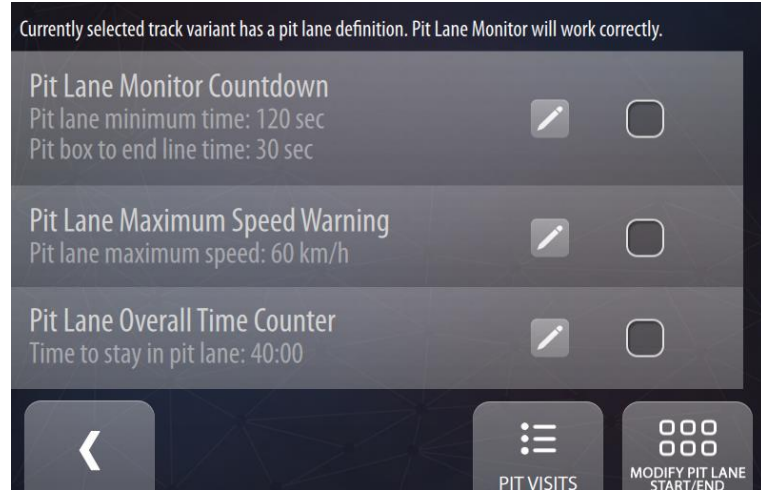 Currently selected track variant has a pit lane definition. Pit Lane Monitor will work correctly.
Pit Lane Monitor Countdown
Pit lane minimum time: 120 sec
Pit box to end line time: 30 sec
Pit Lane Maximum Speed Warning
Pit lane maximum speed: 60 km/h
Pit Lane Overall Time Counter
Time to stay in pit lane: 40:00
PIT VISITS
MODIFY PIT LANE
START/END